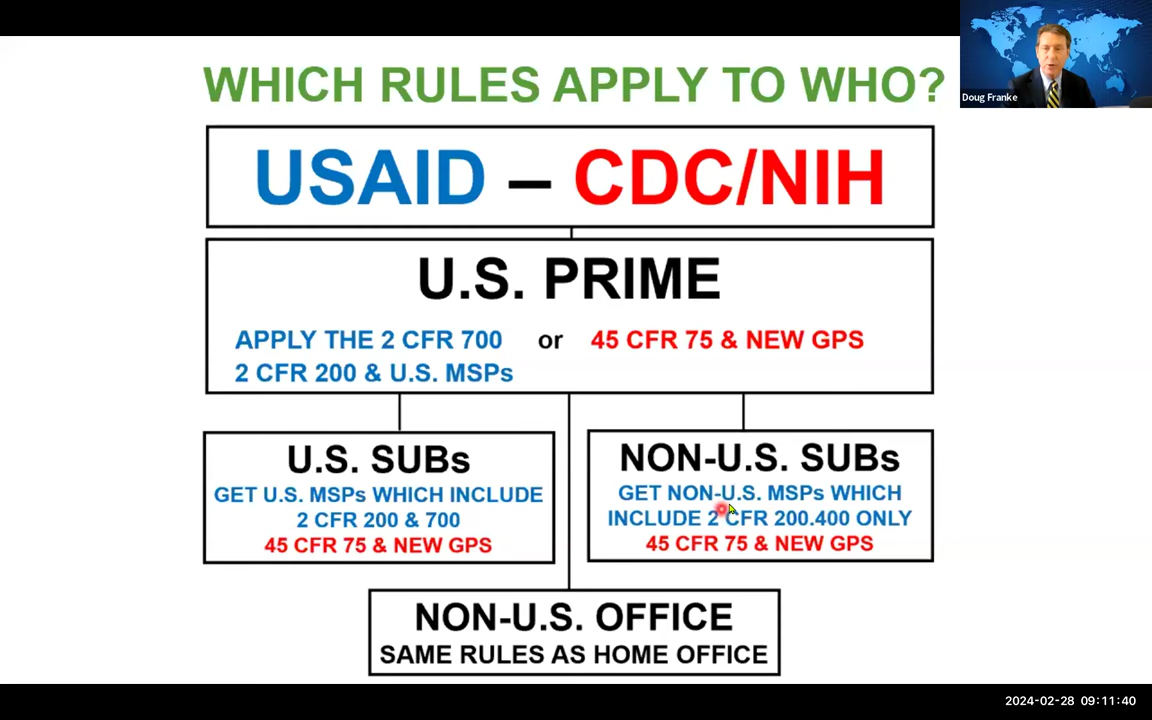 WHICH RULES APPLY TO WHO?
Doug Franke
USAID – CDC/NIH
U.S. PRIME
APPLY THE 2 CFR 700 or 45 CFR 75 & NEW GPS
2 CFR 200 & U.S. MSPs
U.S. SUBs
GET U.S. MSPs WHICH INCLUDE
2 CFR 200 & 700
45 CFR 75 & NEW GPS
NON-U.S. SUBs
GET NON-U.S. MSPs WHICH
INCLUDE 2 CFR 200.400 ONLY
45 CFR 75 & NEW GPS
NON-U.S. OFFICE
SAME RULES AS HOME OFFICE
2024-02-28 09:11:40